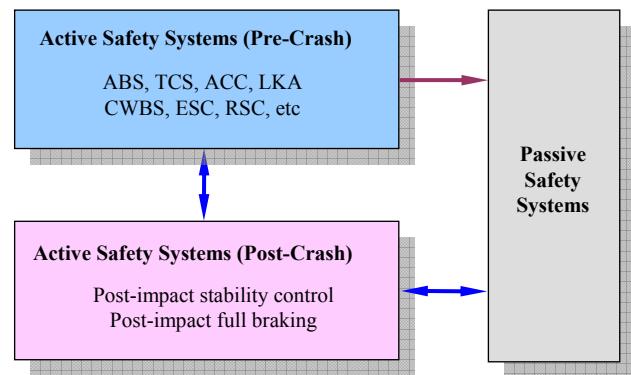 Active Safety Systems (Pre-Crash)
ABS, TCS, ACC, LKA
CWBS, ESC, RSC, etc
Active Safety Systems (Post-Crash)
Post-impact stability control
Post-impact full braking
Passive
Safety
Systems